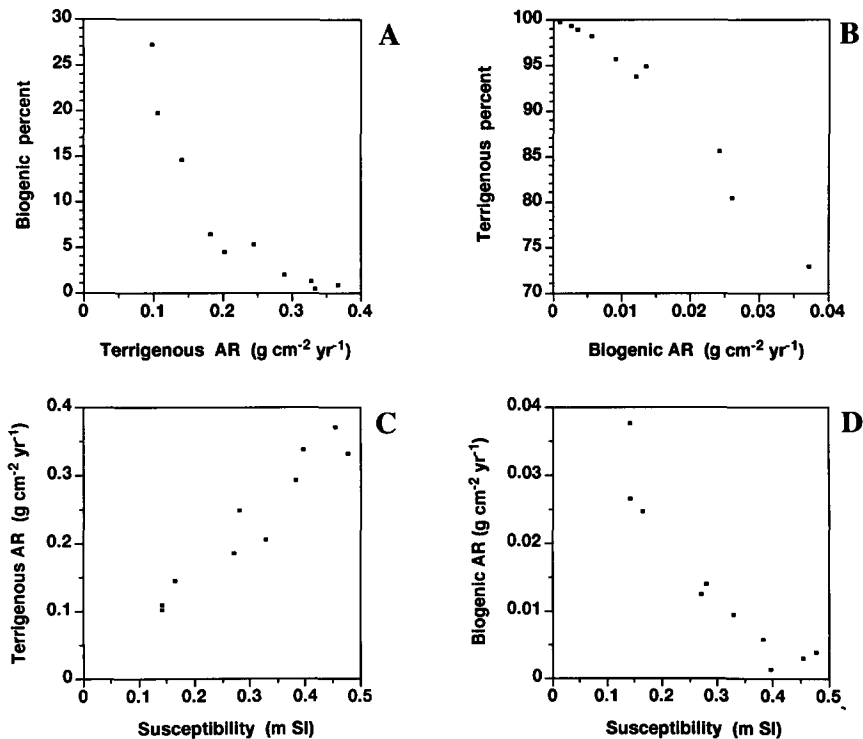 A
30
25
20
15
10
5
0
Biogenic percent
0 0.1 0.2 0.3 0.4
Terrigenous AR (g cm-2 yr-1)
B
100
95
90
85
80
75
70
Terrigenous percent
0 0.01 0.02 0.03 0.04
Biogenic AR (g cm-2 yr-1)
C
0.4
0.3
0.2
0.1
0
Terrigenous AR (g cm-2 yr-1)
0 0.1 0.2 0.3 0.4 0.5
Susceptibility (m SI)
D
0.04
0.03
0.02
0.01
0
Biogenic AR (g cm-2 yr-1)
0 0.1 0.2 0.3 0.4 0.5
Susceptibility (m SI)